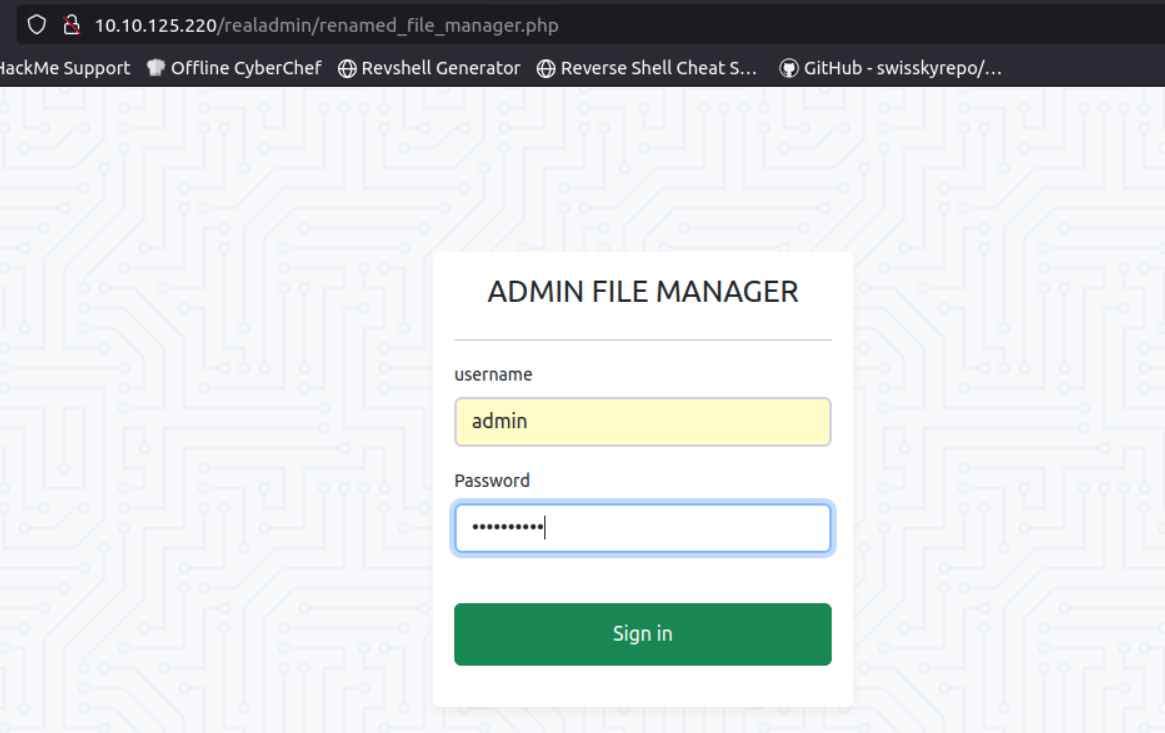 10.10.125.220/realadmin/renamed_file_manager.php
HackMe Support Offline CyberChef Revshell Generator Reverse Shell Cheat S... GitHub - swisskyrepo/...
ADMIN FILE MANAGER
username
admin
Password
••••••••••
Sign in